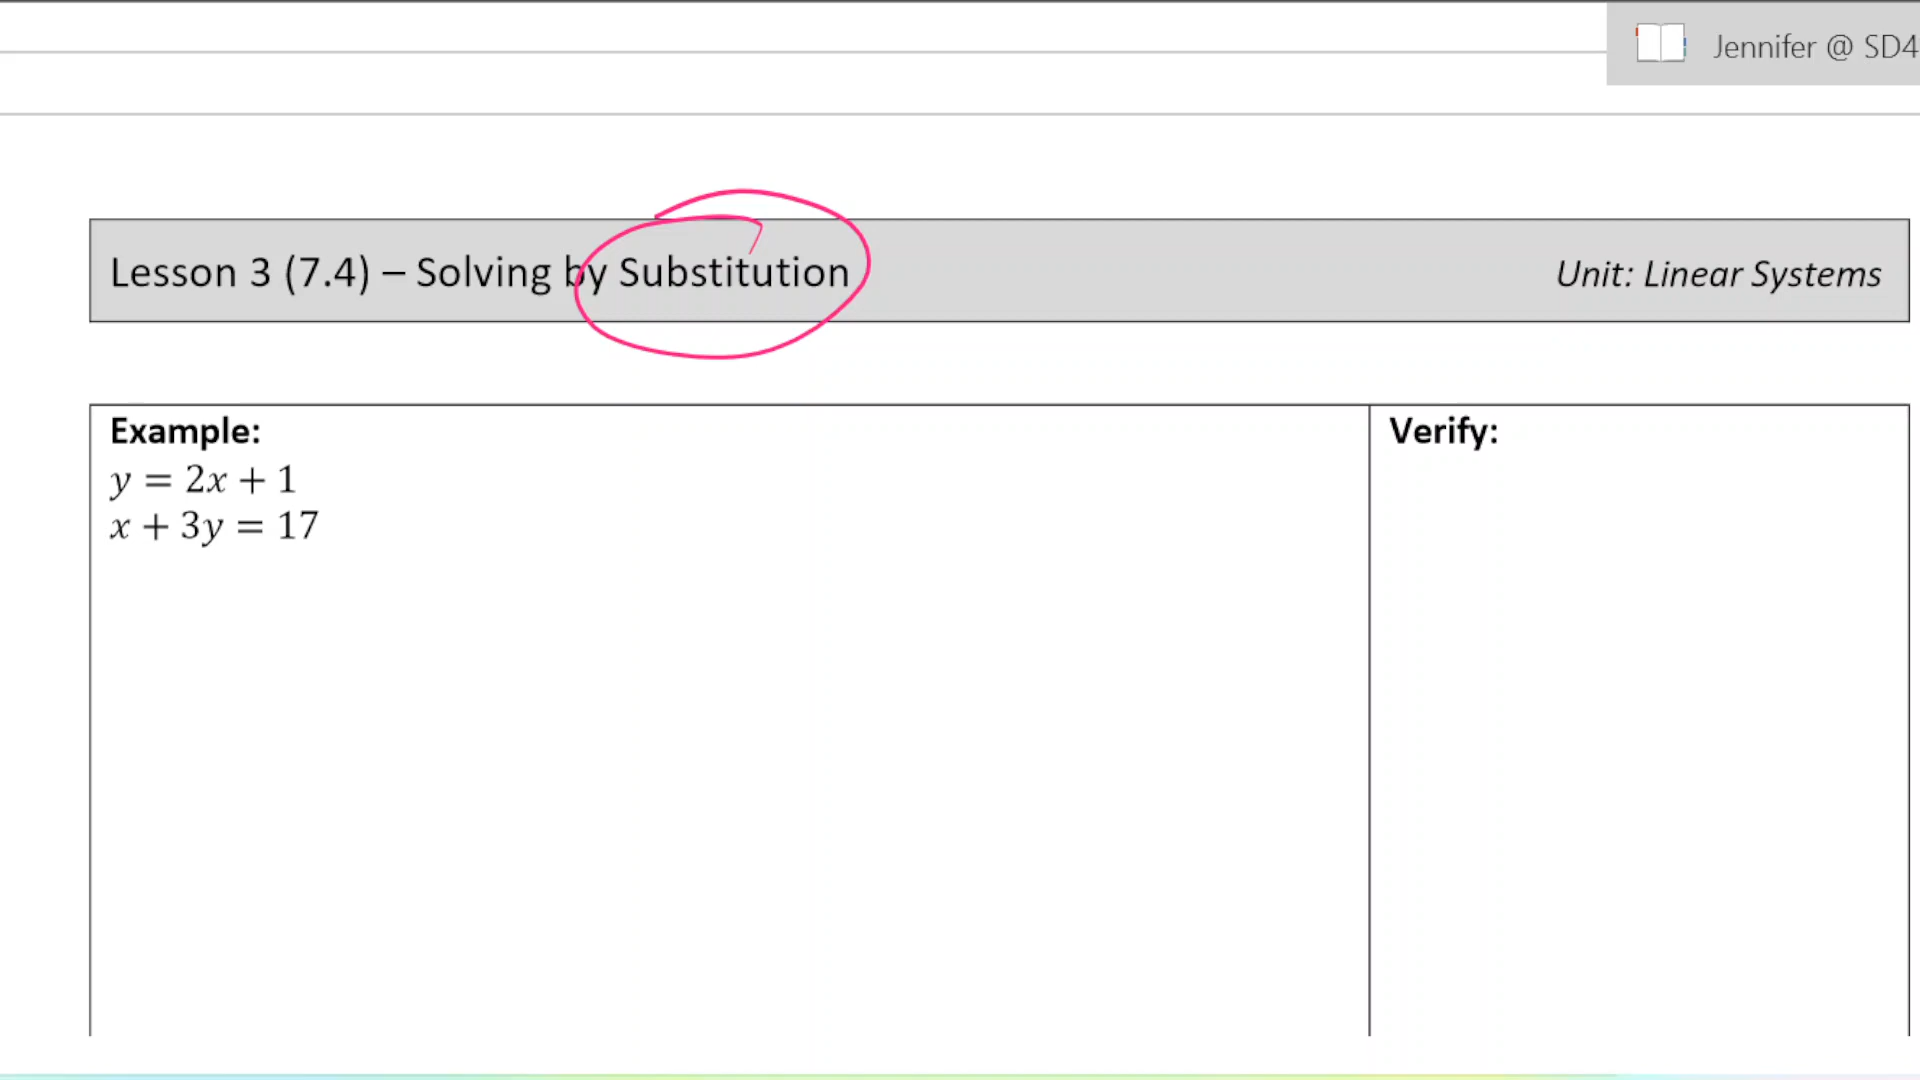 Jennifer @ SD4
Lesson 3 (7.4) – Solving by Substitution
Unit: Linear Systems
Example:
y = 2x + 1
x + 3y = 17
Verify: